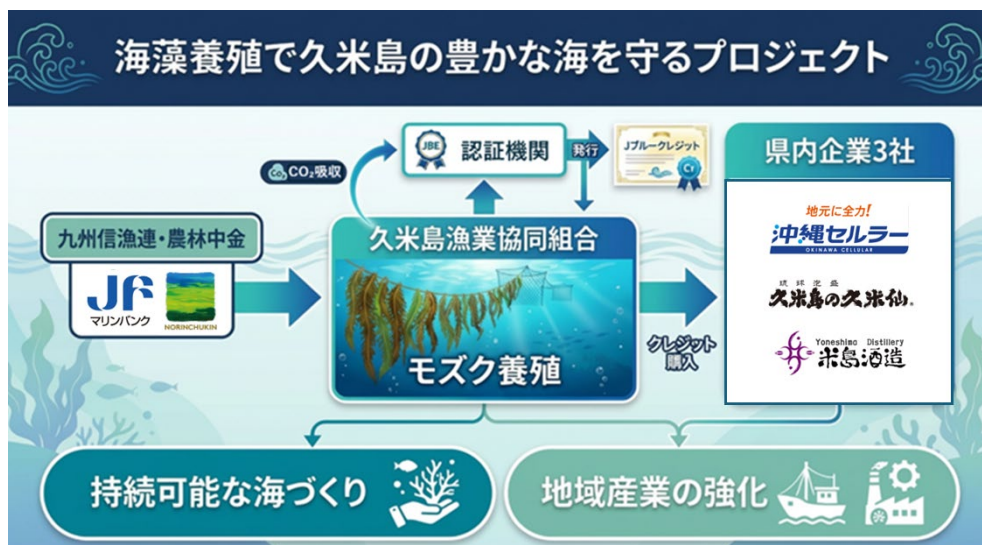 海藻養殖で久米島の豊かな海を守るプロジェクト
JBE
認証機関
発行
Jブルークレジット
Cr
CO₂ CO₂吸収
県内企業3社
九州信漁連・農林中金
JF
マリンバンク
NORINCHUKIN
久米島漁業協同組合
モズク養殖
クレジット
購入
地元に全力!
沖縄セルラー
OKINAWA CELLULAR
琉球泡盛
久米島の久米仙
Yoneshima Distillery
米島酒造
持続可能な海づくり
地域産業の強化